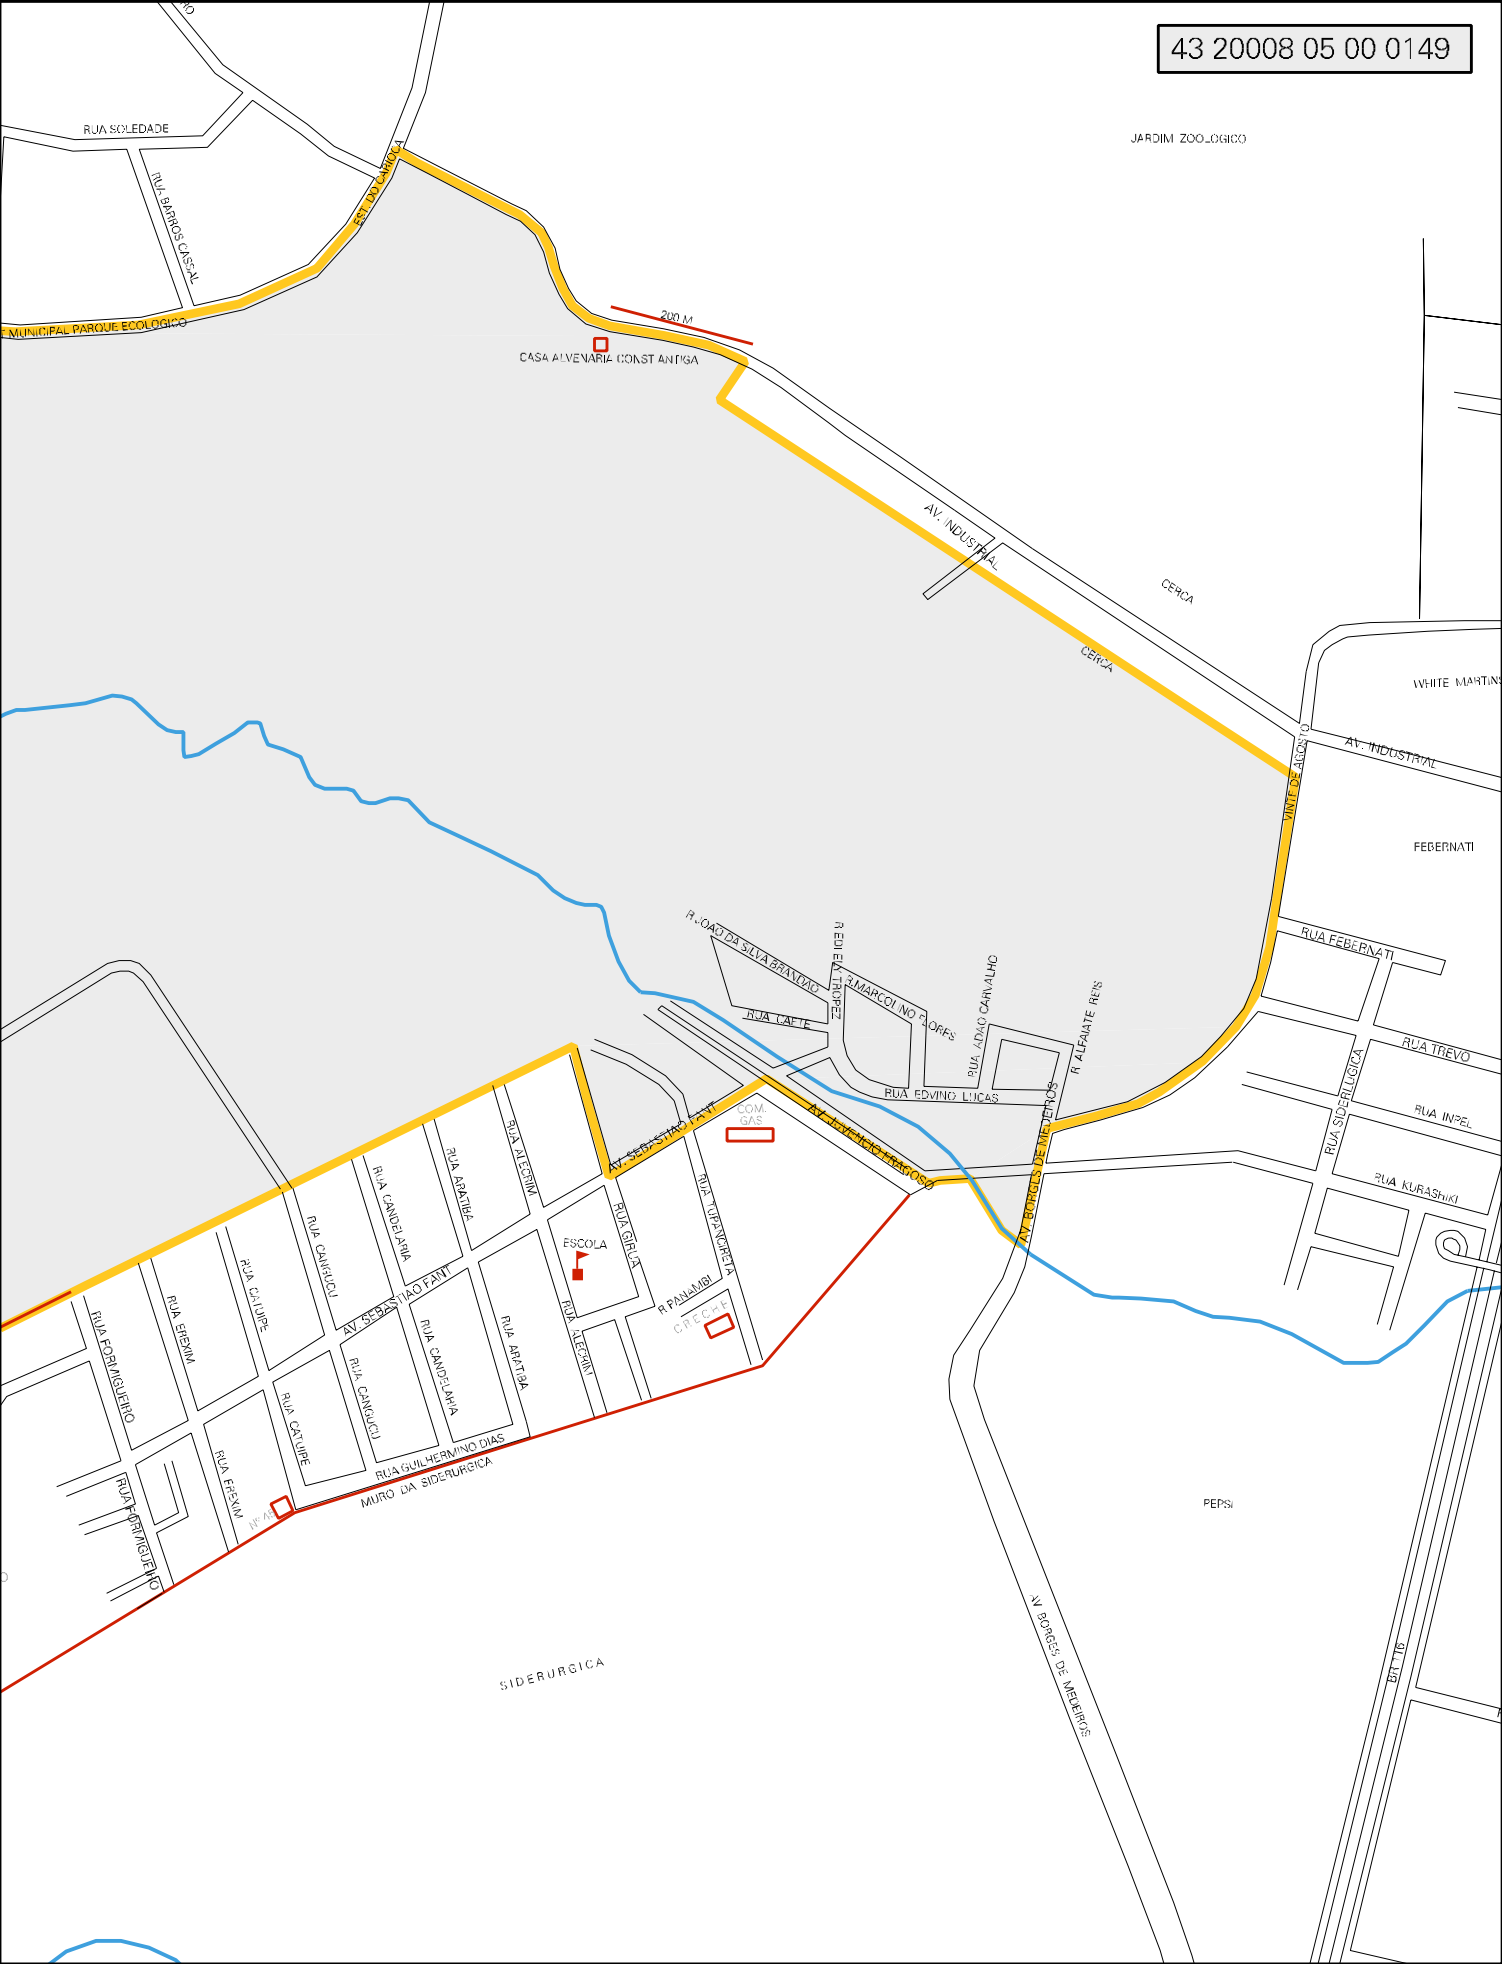 43 20008 05 00 0149
RUA SOLEDADE
JARDIM ZOOLOGICO
EST. DO CARIOCA
RUA BARROS CASSAL
MUNICIPAL PARQUE ECOLOGICO
200 M
CASA ALVENARIA CONST ANTIGA
AV. INDUSTRIAL
CERCA
CERCA
WHITE MARTINS
VINTE DE AGOSTO
AV. INDUSTRIAL
FEBERNATI
R JOAO DA SILVA BRANDAO
TROPEZ
R.MARCOLINO FLORES
RUA ADAO CARVALHO
R ALFAIATE REIS
RUA FEBERNATI
RUA CAETE
RUA TREVO
RUA EDVINO LUCAS
RUA SIDERLUGICA
COM.
GAS
RUA INPEL
AV. SEBASTIAO FANT
AV JUVENCIO FRAGOSO
AV. BORGES DE MEDEIROS
RUA ALECRIM
RUA ARATIBA
RUA CANDELARIA
RUA TUPANCIRETA
RUA KURASHIKI
RUA GIRUA
RUA CANGUCU
ESCOLA
RUA CATUIPE
AV. SEBASTIAO FANT
R.PANAMBI
RUA EREXIM
CRECHE
RUA FORMIGUEIRO
RUA ALECRIM
RUA ARATIBA
RUA CANDELARIA
RUA CANGUCU
RUA CATUIPE
RUA GUILHERMINO DIAS
MURO DA SIDERURGICA
RUA EREXIM
RUA FORMIGUEIRO
PEPSI
AV BORGES DE MEDEIROS
SIDERURGICA
BR 116